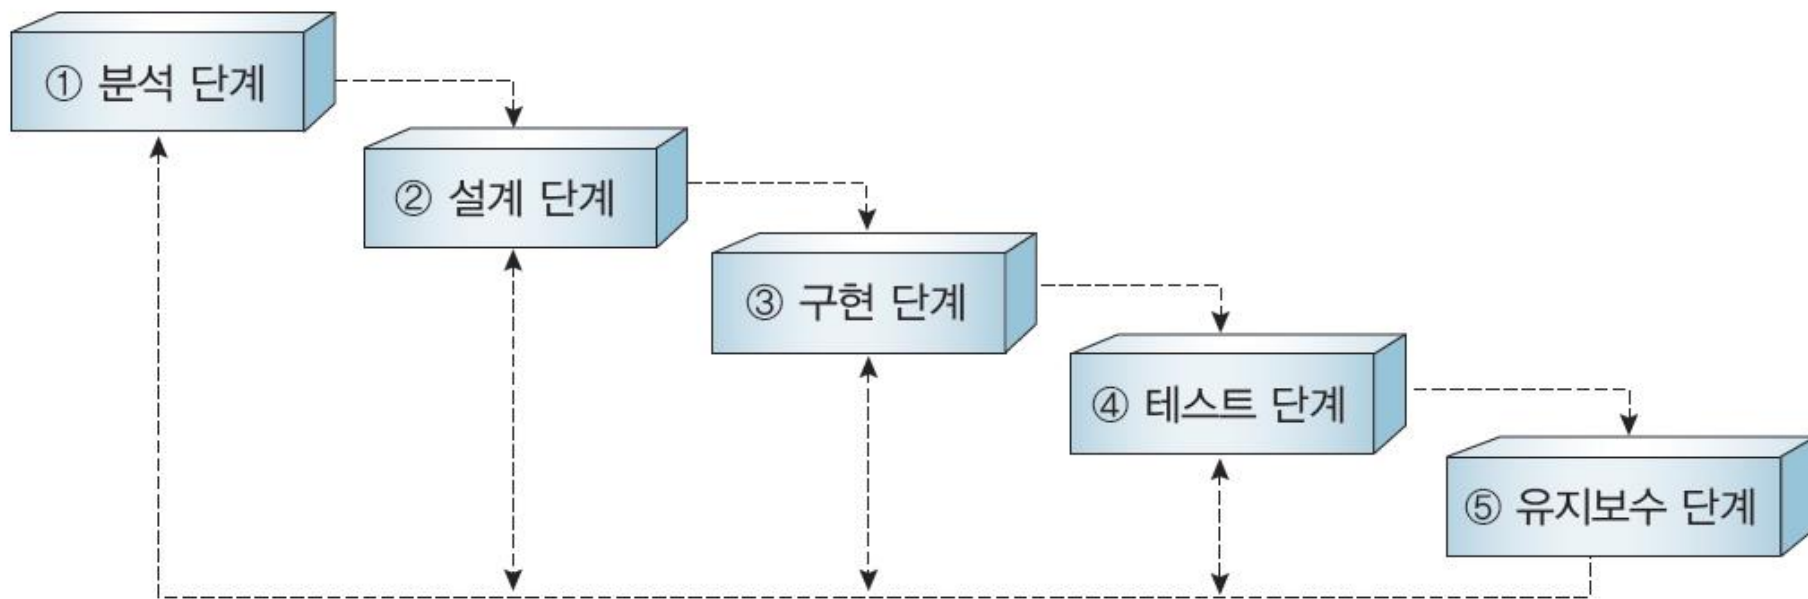 ① 분석 단계
② 설계 단계
③ 구현 단계
④ 테스트 단계
⑤ 유지보수 단계